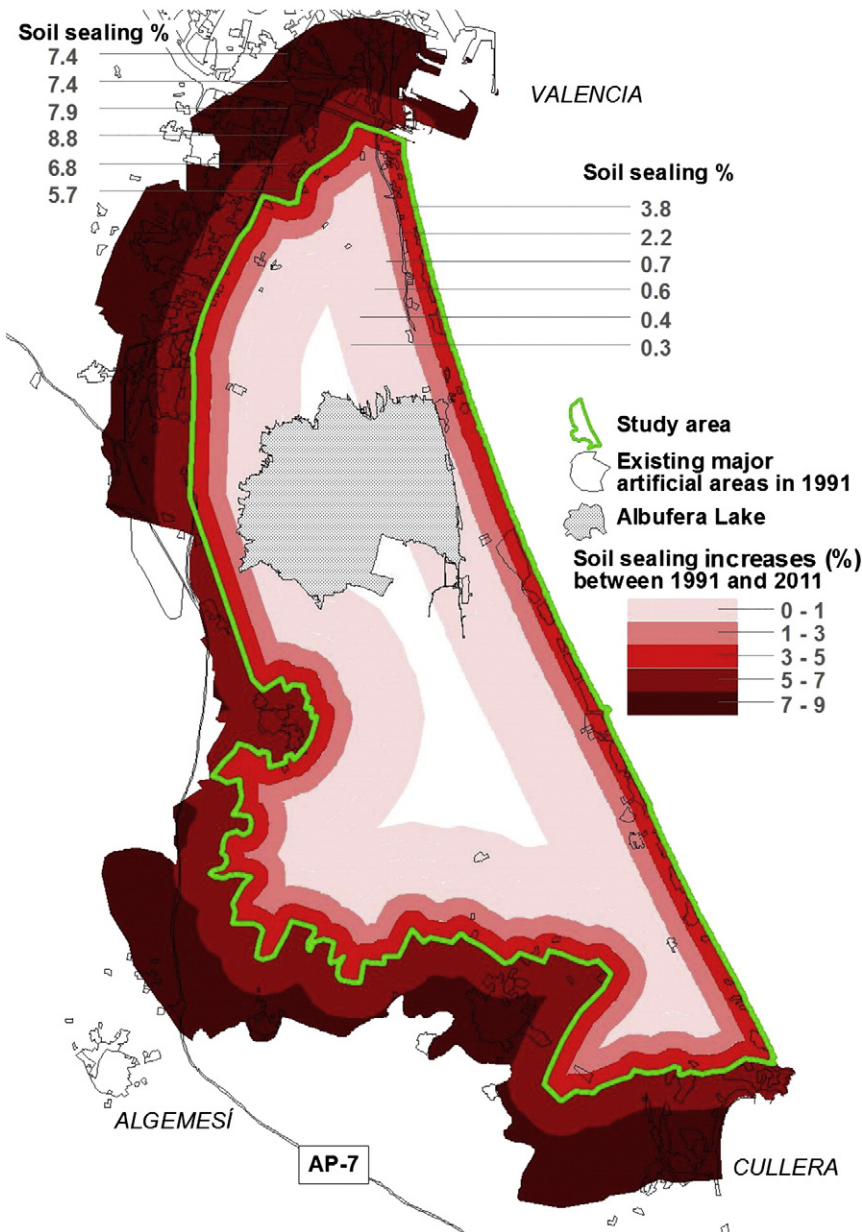 Soil sealing %
7.4
7.4
7.9
8.8
6.8
5.7
VALENCIA
Soil sealing %
3.8
2.2
0.7
0.6
0.4
0.3
Study area
Existing major
artificial areas in 1991
Albufera Lake
Soil sealing increases (%)
between 1991 and 2011
0 - 1
1 - 3
3 - 5
5 - 7
7 - 9
ALGEMESÍ
AP-7
CULLERA